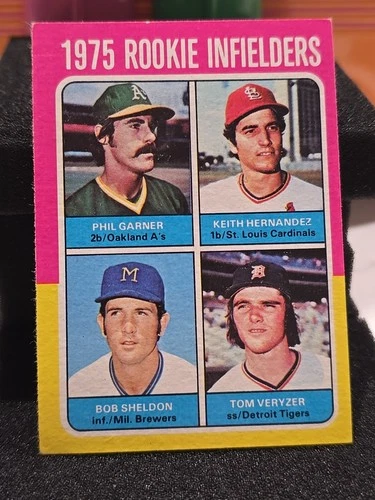 1975 ROOKIE INFIELDERS
A's
STL
PHIL GARNER
2b/Oakland A's
KEITH HERNANDEZ
1b/St. Louis Cardinals
M
B
BOB SHELDON
inf./Mil. Brewers
TOM VERYZER
ss/Detroit Tigers